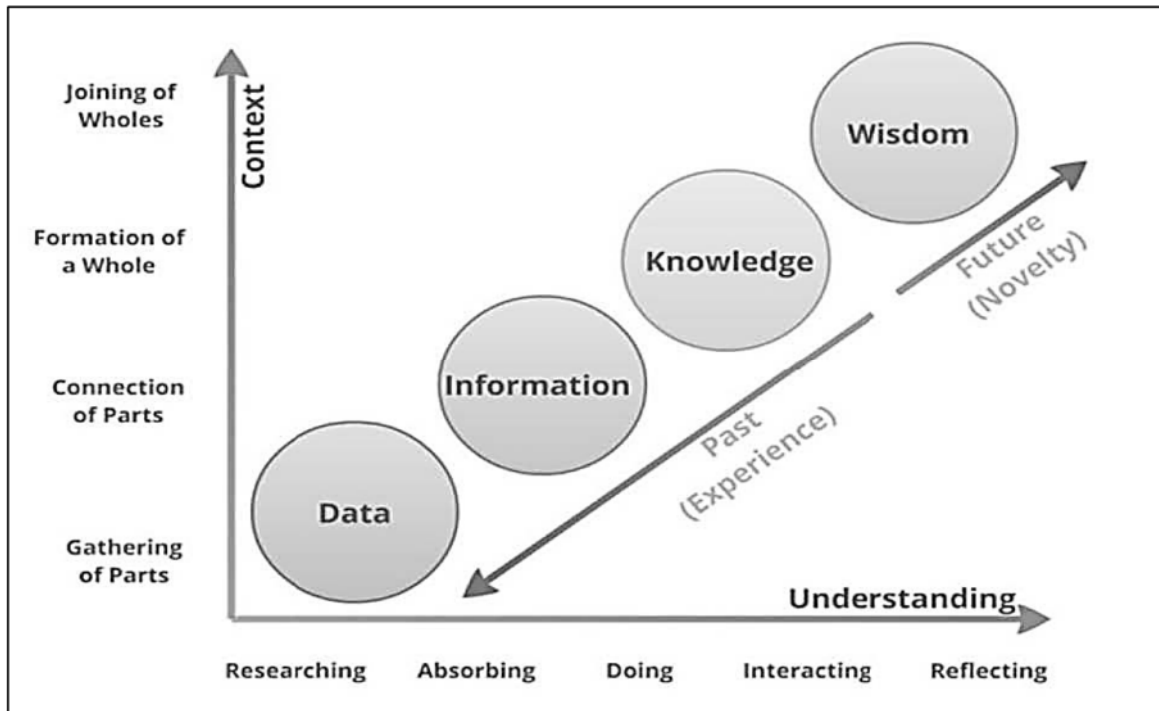 Joining of
Wholes
Context
Wisdom
Formation of
a Whole
Knowledge
Future
(Novelty)
Connection
of Parts
Information
Past
(Experience)
Data
Gathering
of Parts
Understanding
Researching Absorbing Doing Interacting Reflecting